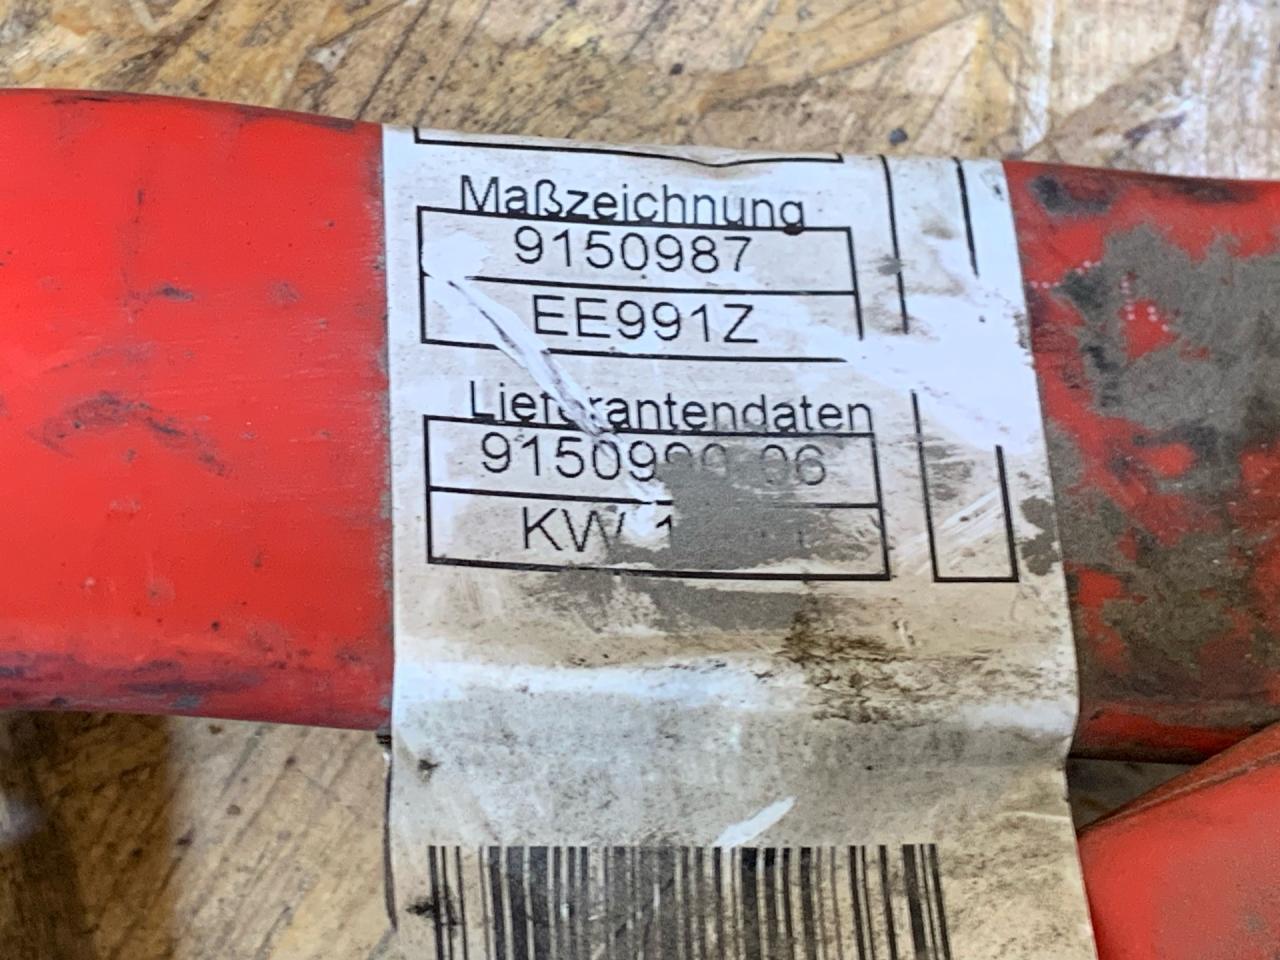 Maßzeichnung
9150987
EE991Z
Lieferantendaten
KW